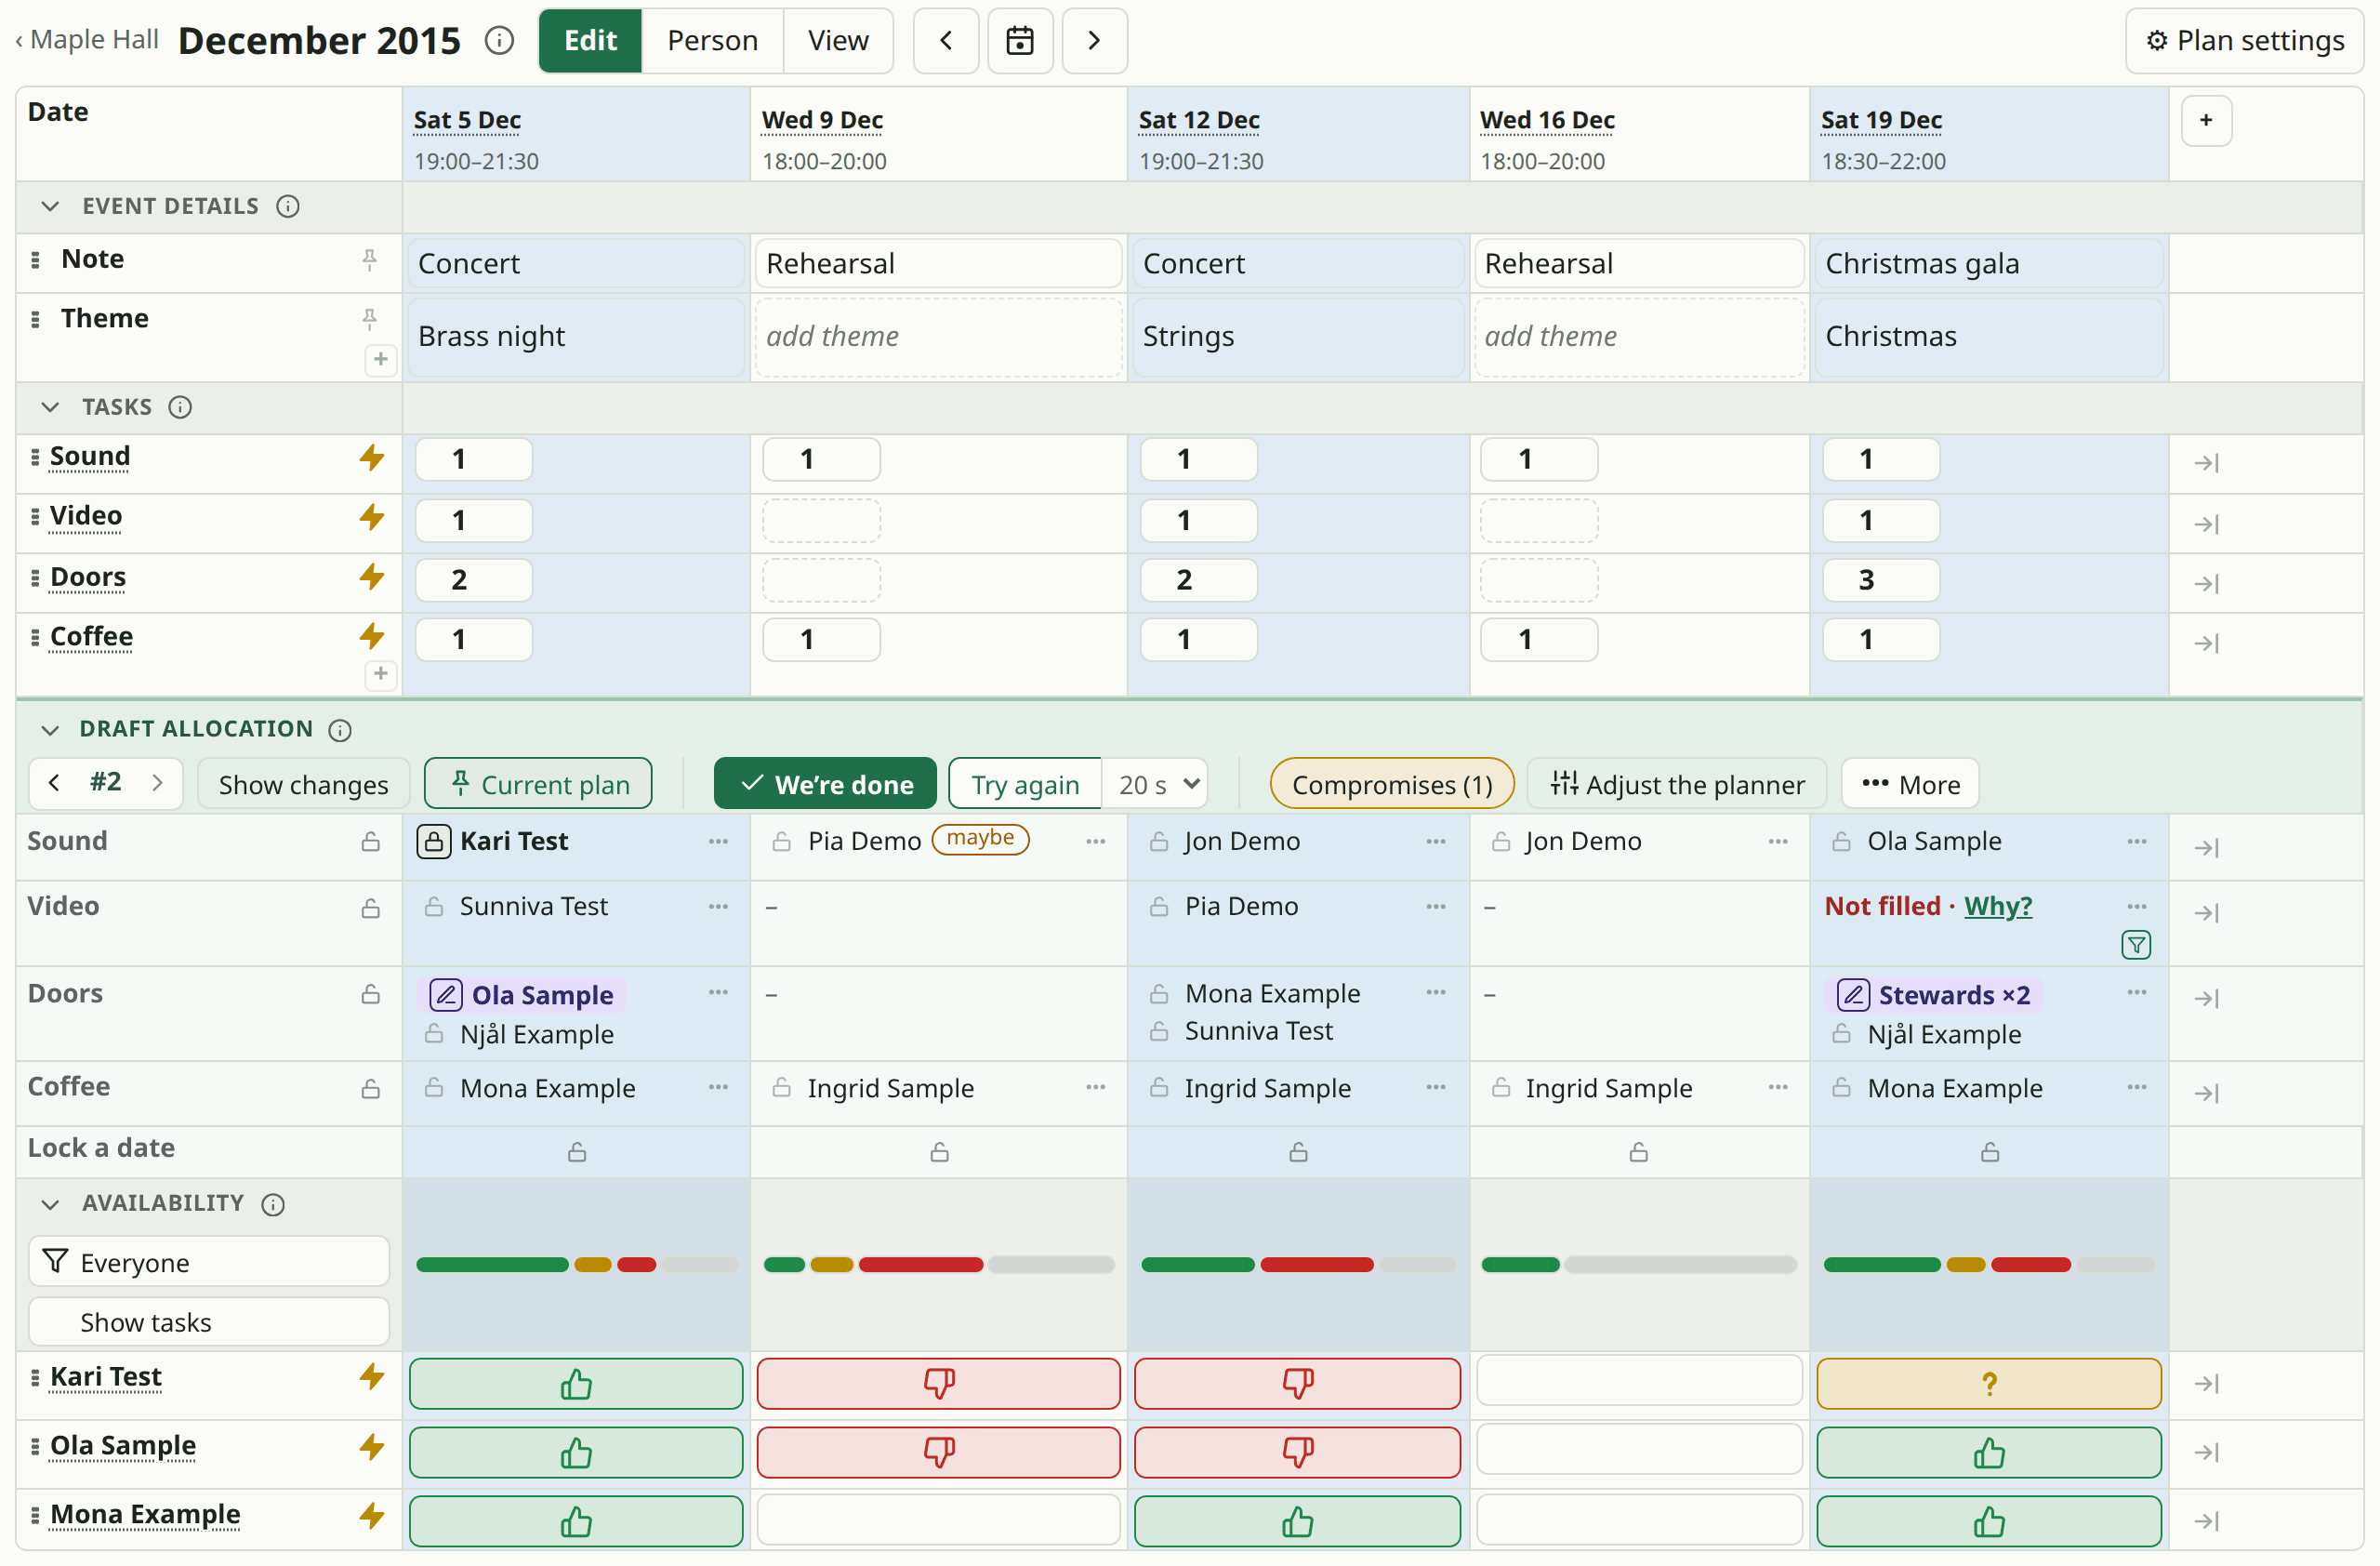 ‹ Maple Hall December 2015 Edit Person View Plan settings
Date Sat 5 Dec Wed 9 Dec Sat 12 Dec Wed 16 Dec Sat 19 Dec +
19:00–21:30 18:00–20:00 19:00–21:30 18:00–20:00 18:30–22:00
EVENT DETAILS
Note Concert Rehearsal Concert Rehearsal Christmas gala
Theme Brass night add theme Strings add theme Christmas
+
TASKS
Sound 1 1 1 1 1
Video 1 1 1
Doors 2 2 3
Coffee 1 1 1 1 1
+
DRAFT ALLOCATION
#2 Show changes Current plan We're done Try again 20 s Compromises (1) Adjust the planner ••• More
Sound Kari Test Pia Demo maybe Jon Demo Jon Demo Ola Sample
Video Sunniva Test – Pia Demo – Not filled · Why?
Doors Ola Sample – Mona Example – Stewards ×2
Njål Example Sunniva Test Njål Example
Coffee Mona Example Ingrid Sample Ingrid Sample Ingrid Sample Mona Example
Lock a date
AVAILABILITY
Everyone
Show tasks
Kari Test ?
Ola Sample
Mona Example